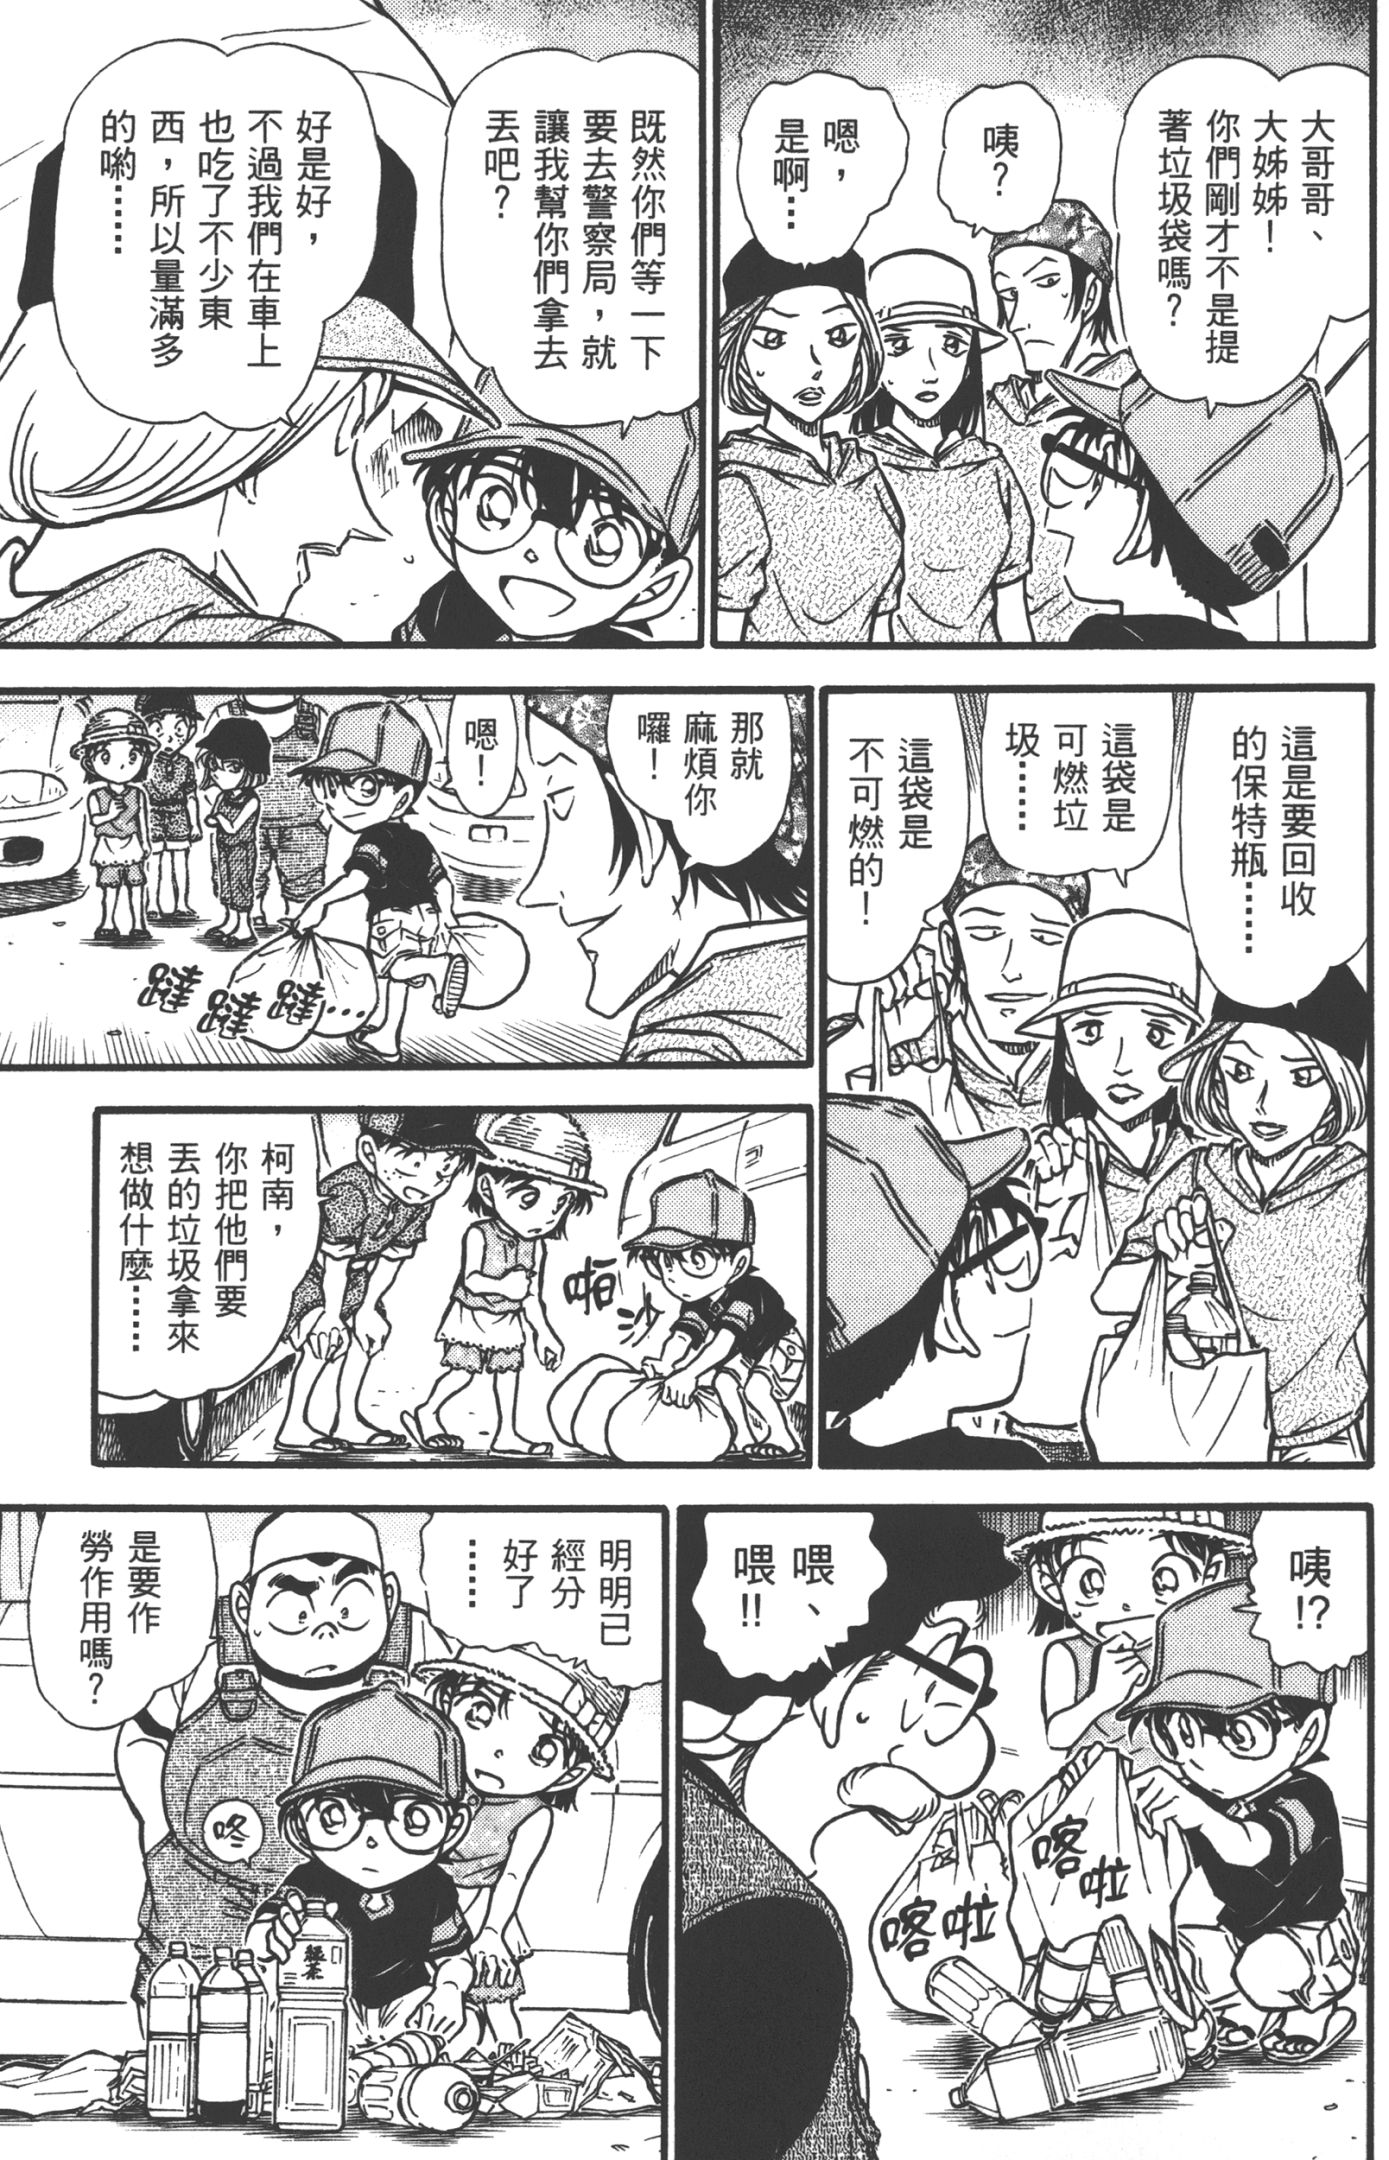 大哥哥、
大姊姊！
你們剛才不是提
著垃圾袋嗎？
咦？
嗯，
是啊…
既然你們等一下
要去警察局，就
讓我幫你們拿去
丟吧？
好是好，
不過我們在車上
也吃了不少東
西，所以量滿多
的喲……
這是要回收
的保特瓶……
這袋是
可燃垃
圾……
這袋是
不可燃的！
那就
麻煩你
囉！
嗯！
躂
躂
躂…
啪
沙
柯南，
你把他們要
丟的垃圾拿來
想做什麼……
咦！？
喂、
喂！！
喀
啦
喀
啦
明明已
經分
好了
……
是要作
勞作用嗎？
咚
綠茶